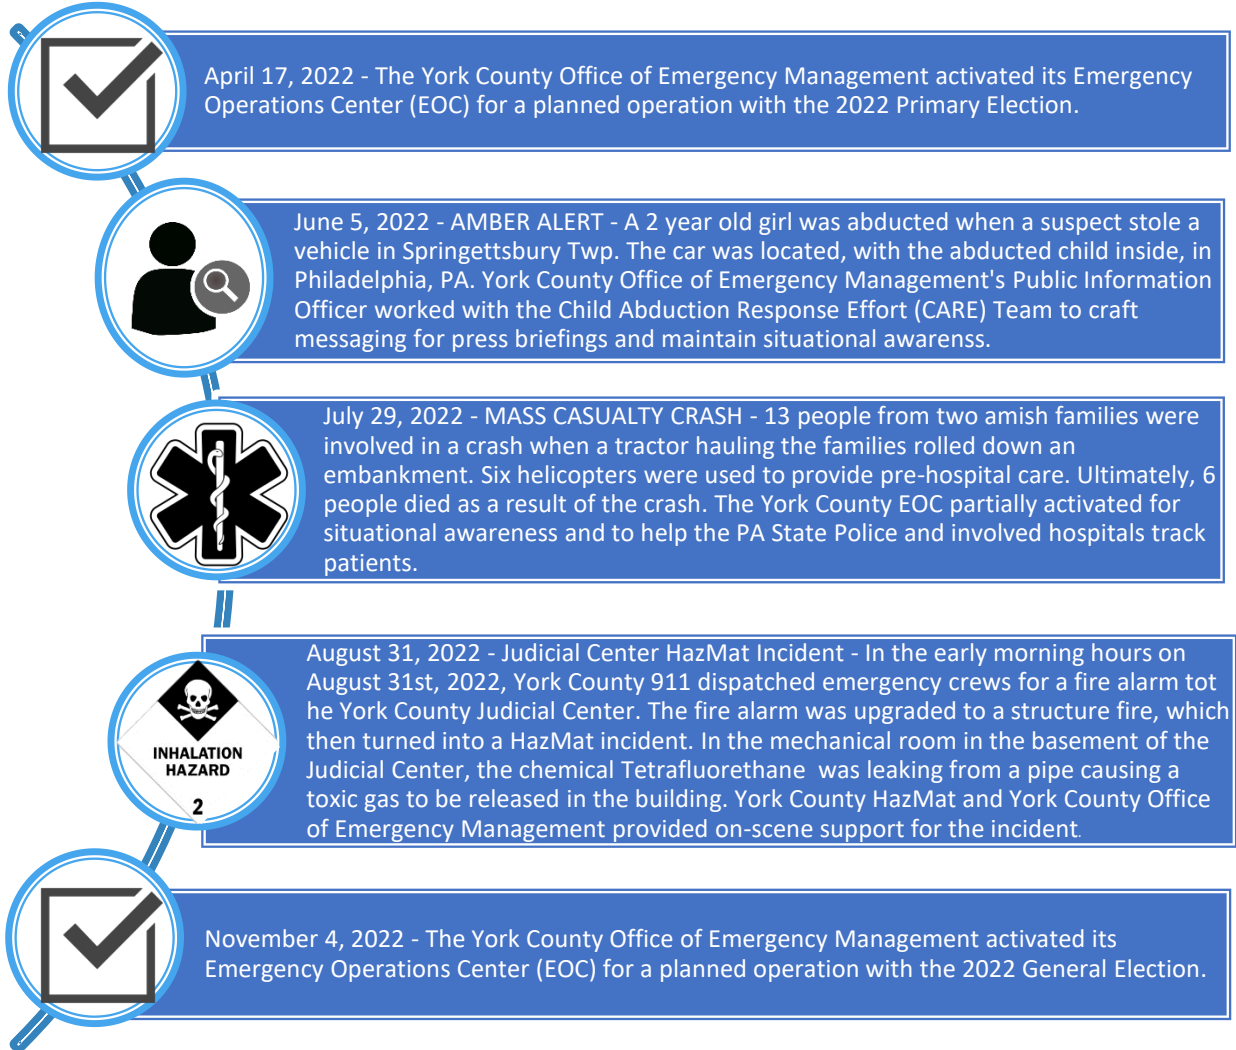 April 17, 2022 - The York County Office of Emergency Management activated its Emergency
Operations Center (EOC) for a planned operation with the 2022 Primary Election.
June 5, 2022 - AMBER ALERT - A 2 year old girl was abducted when a suspect stole a
vehicle in Springettsbury Twp. The car was located, with the abducted child inside, in
Philadelphia, PA. York County Office of Emergency Management's Public Information
Officer worked with the Child Abduction Response Effort (CARE) Team to craft
messaging for press briefings and maintain situational awarenss.
July 29, 2022 - MASS CASUALTY CRASH - 13 people from two amish families were
involved in a crash when a tractor hauling the families rolled down an
embankment. Six helicopters were used to provide pre-hospital care. Ultimately, 6
people died as a result of the crash. The York County EOC partially activated for
situational awareness and to help the PA State Police and involved hospitals track
patients.
INHALATION
HAZARD
2
August 31, 2022 - Judicial Center HazMat Incident - In the early morning hours on
August 31st, 2022, York County 911 dispatched emergency crews for a fire alarm tot
he York County Judicial Center. The fire alarm was upgraded to a structure fire, which
then turned into a HazMat incident. In the mechanical room in the basement of the
Judicial Center, the chemical Tetrafluorethane  was leaking from a pipe causing a
toxic gas to be released in the building. York County HazMat and York County Office
of Emergency Management provided on-scene support for the incident.
November 4, 2022 - The York County Office of Emergency Management activated its
Emergency Operations Center (EOC) for a planned operation with the 2022 General Election.